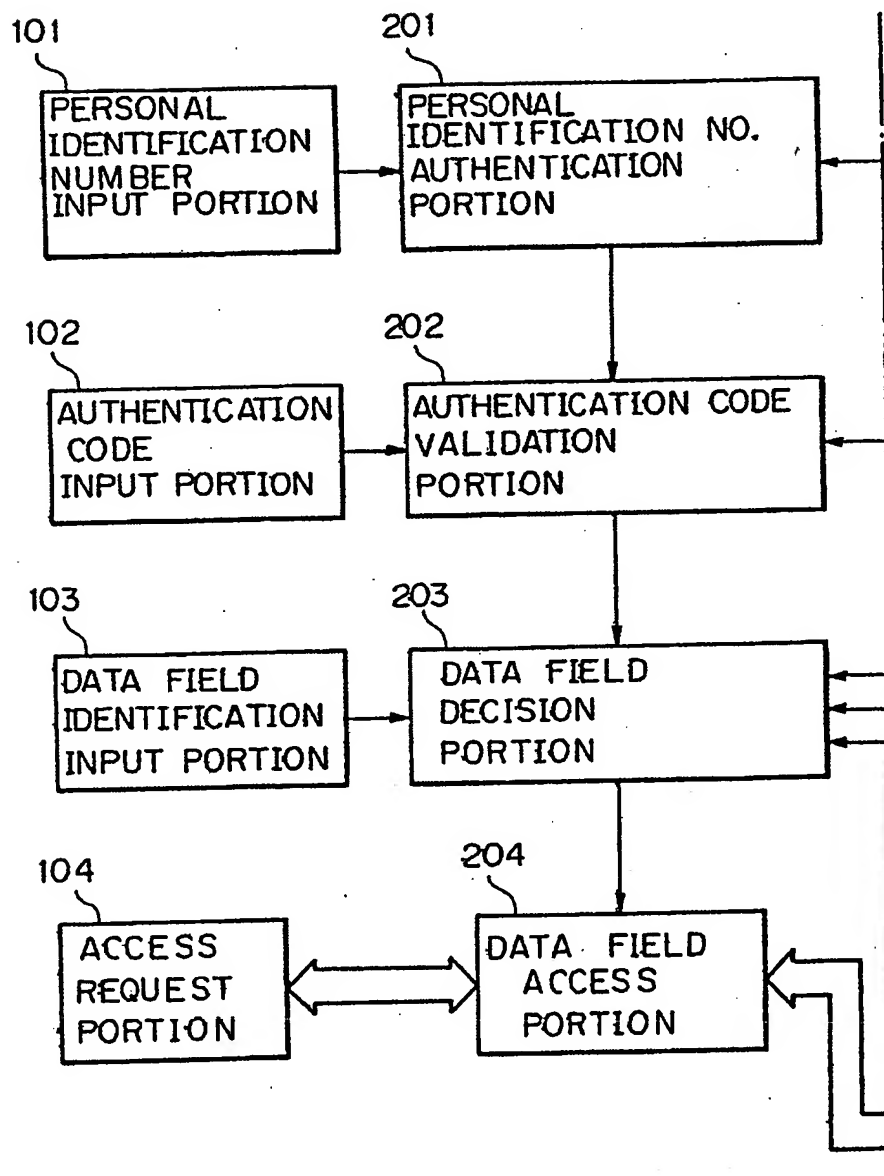 101
PERSONAL
IDENTIFICATION
NUMBER
INPUT PORTION
201
PERSONAL
IDENTIFICATION NO.
AUTHENTICATION
PORTION
102
AUTHENTICATION
CODE
INPUT PORTION
202
AUTHENTICATION CODE
VALIDATION
PORTION
103
DATA FIELD
IDENTIFICATION
INPUT PORTION
203
DATA FIELD
DECISION
PORTION
104
ACCESS
REQUEST
PORTION
204
DATA FIELD
ACCESS
PORTION